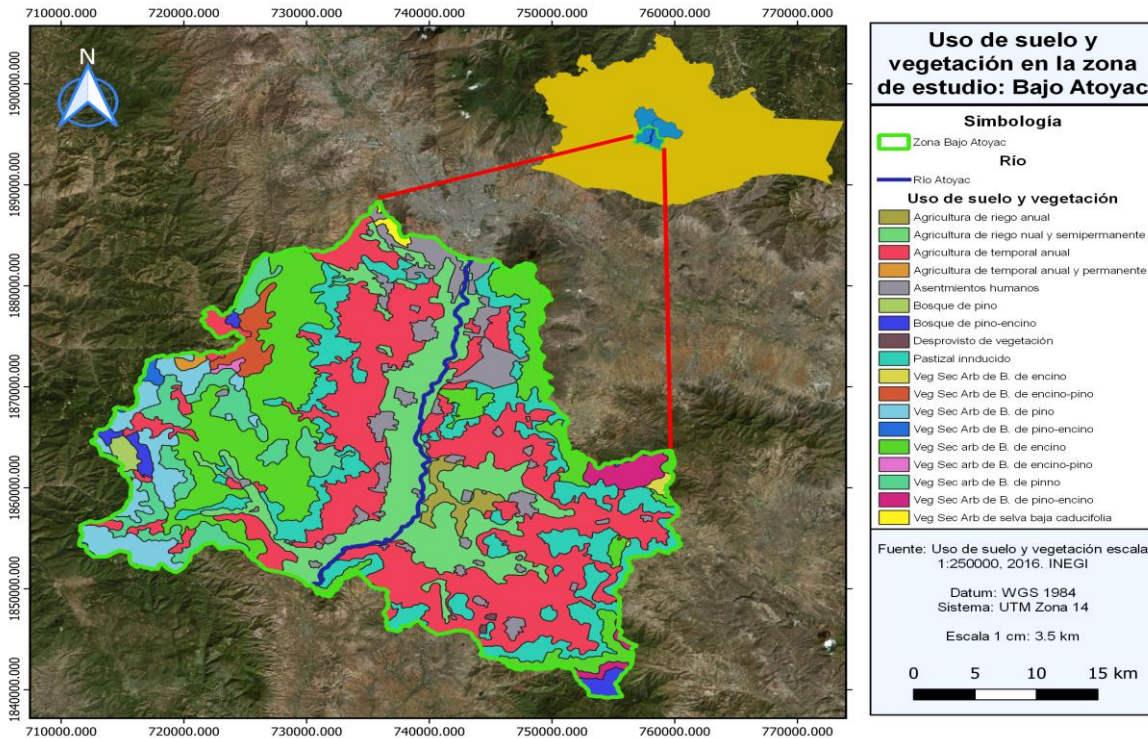 710000.000 720000.000 730000.000 740000.000 750000.000 760000.000 770000.000
1900000.000
1890000.000
1880000.000
1870000.000
1860000.000
1850000.000
1840000.000
N
710000.000 720000.000 730000.000 740000.000 750000.000 760000.000 770000.000
Uso de suelo y
vegetación en la zona
de estudio: Bajo Atoyac
Simbología
Zona Bajo Atoyac
Río
Río Atoyac
Uso de suelo y vegetación
Agricultura de riego anual
Agricultura de riego nual y semipermanente
Agricultura de temporal anual
Agricultura de temporal anual y permanente
Asentmientos humanos
Bosque de pino
Bosque de pino-encino
Desprovisto de vegetación
Pastizal innducido
Veg Sec Arb de B. de encino
Veg Sec Arb de B. de encino-pino
Veg Sec Arb de B. de pino
Veg Sec Arb de B. de pino-encino
Veg Sec arb de B. de encino
Veg Sec arb de B. de encino-pino
Veg Sec arb de B. de pinno
Veg Sec Arb de B. de pino-encino
Veg Sec Arb de selva baja caducifolia
Fuente: Uso de suelo y vegetación escala
1:250000, 2016. INEGI
Datum: WGS 1984
Sistema: UTM Zona 14
Escala 1 cm: 3.5 km
0 5 10 15 km